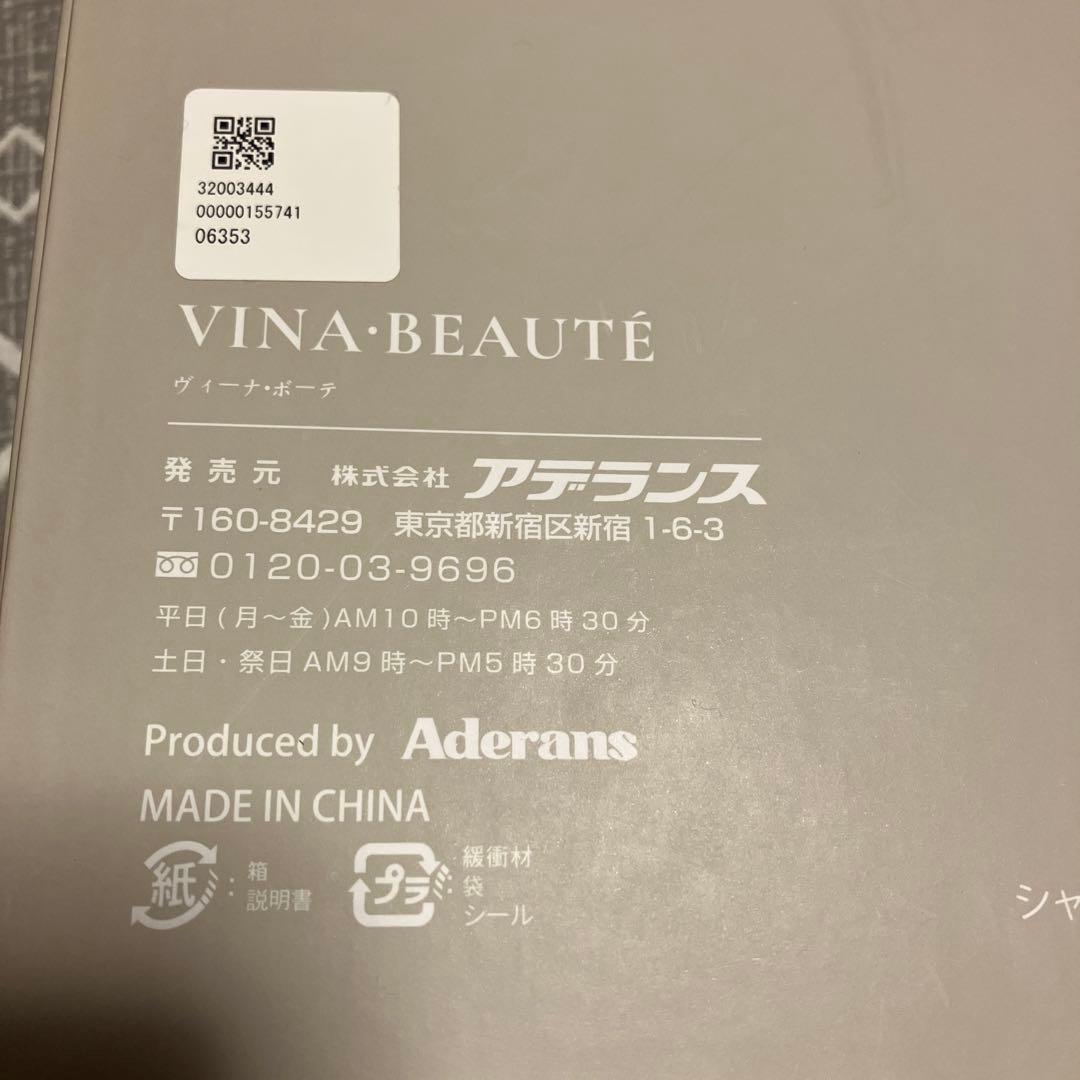 32003444
00000155741
06353
VINA・BEAUTÉ
ヴィーナ・ボーテ
発売元 株式会社 アデランス
〒160-8429 東京都新宿区新宿 1-6-3
0120-03-9696
平日(月〜金)AM10時〜PM6時30分
土日・祭日 AM9時〜PM5時30分
Produced by Aderans
MADE IN CHINA
紙 : 箱
説明書
プラ : 緩衝材
袋
シール
シャ